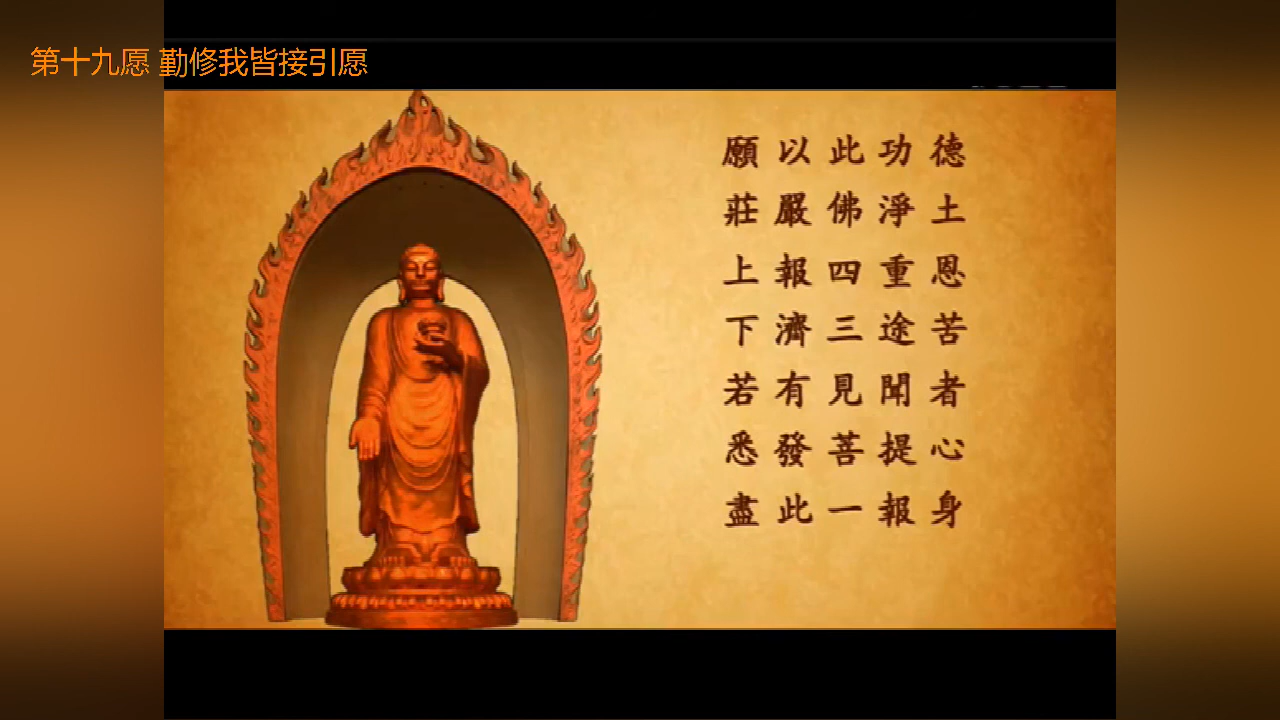 第十九愿 勤修我皆接引愿
願以此功德
莊嚴佛淨土
上報四重恩
下濟三途苦
若有見聞者
悉發菩提心
盡此一報身